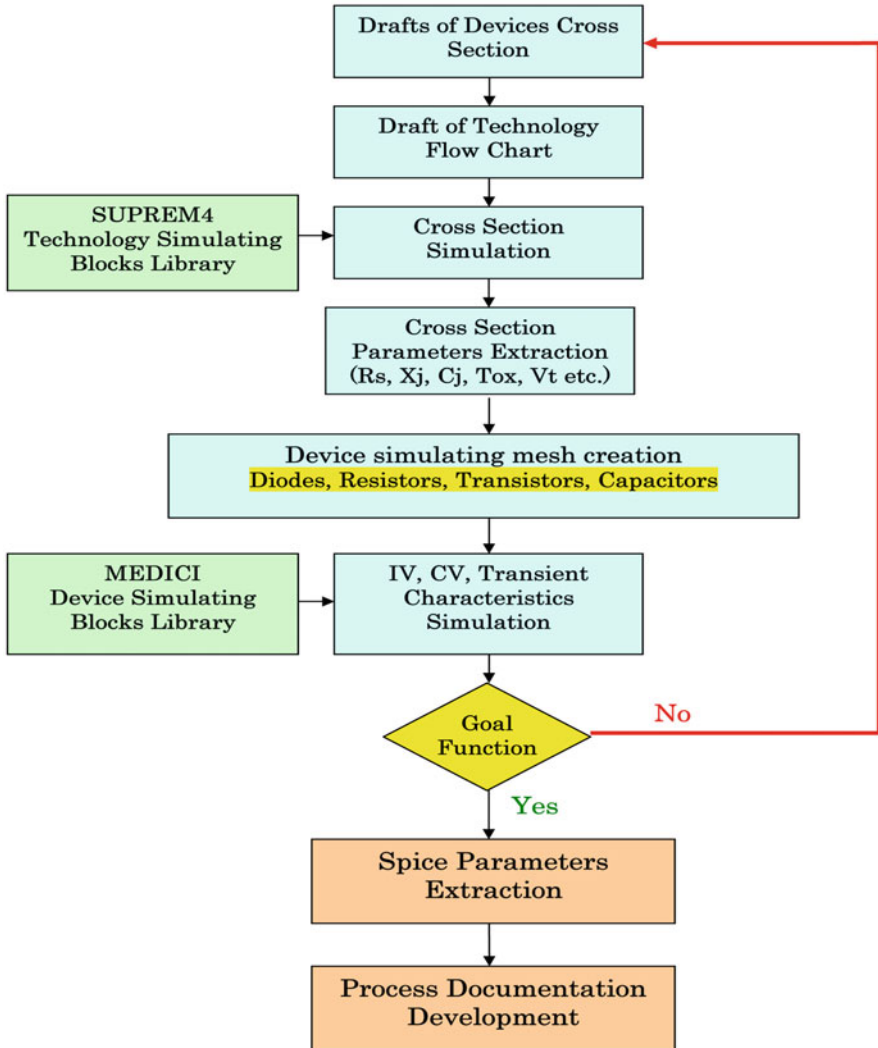 Drafts of Devices Cross
Section
Draft of Technology
Flow Chart
SUPREM4
Technology Simulating
Blocks Library
Cross Section
Simulation
Cross Section
Parameters Extraction
(Rs, Xj, Cj, Tox, Vt etc.)
Device simulating mesh creation
Diodes, Resistors, Transistors, Capacitors
MEDICI
Device Simulating
Blocks Library
IV, CV, Transient
Characteristics
Simulation
Goal
Function
No
Yes
Spice Parameters
Extraction
Process Documentation
Development